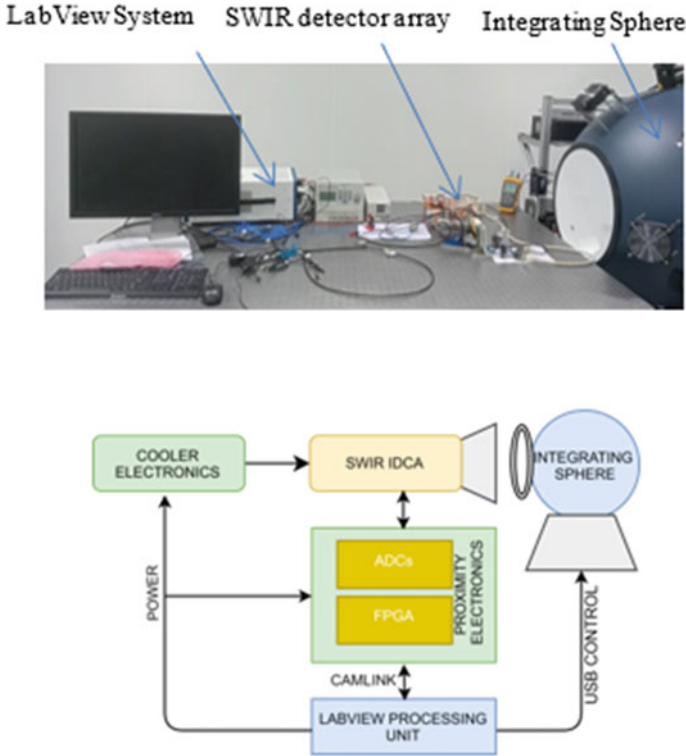 LabView System
SWIR detector array
Integrating Sphere
COOLER
ELECTRONICS
SWIR IDCA
INTEGRATING
SPHERE
ADCs
FPGA
PROXIMITY
ELECTRONICS
POWER
USB CONTROL
CAMLINK
LABVIEW PROCESSING
UNIT